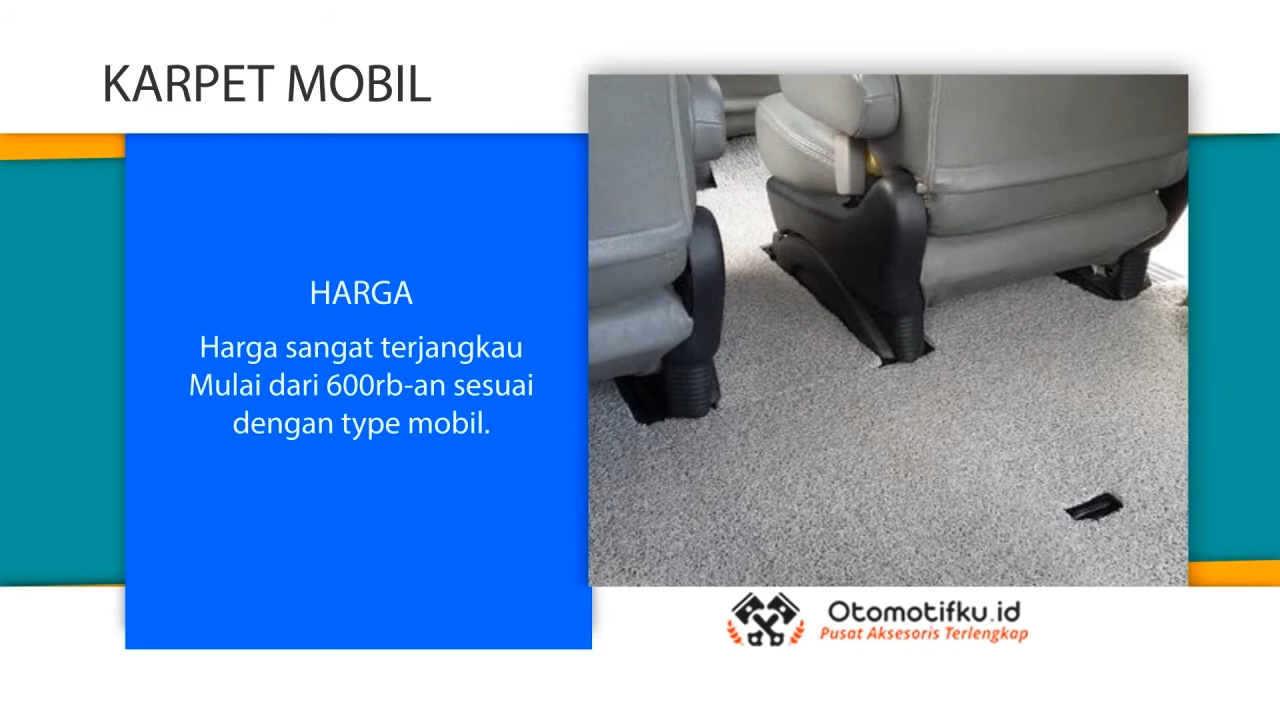 KARPET MOBIL
HARGA
Harga sangat terjangkau
Mulai dari 600rb-an sesuai
dengan type mobil.
Otomotifku.id
Pusat Aksesoris Terlengkap